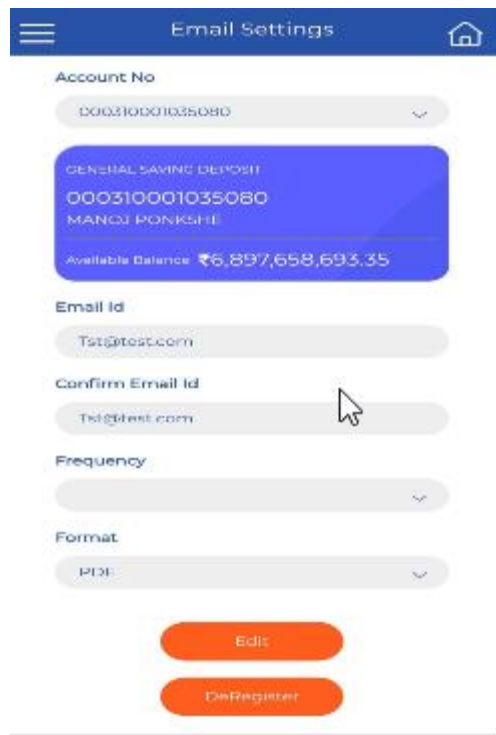 Email Settings
Account No
000310001035080
GENERAL SAVING DEPOSIT
000310001035080
MANOJ PONKSHE
Available Balance ₹6,897,658,693.35
Email Id
Tst@test.com
Confirm Email Id
Tst@test.com
Frequency
Format
PDF
Edit
DeRegister